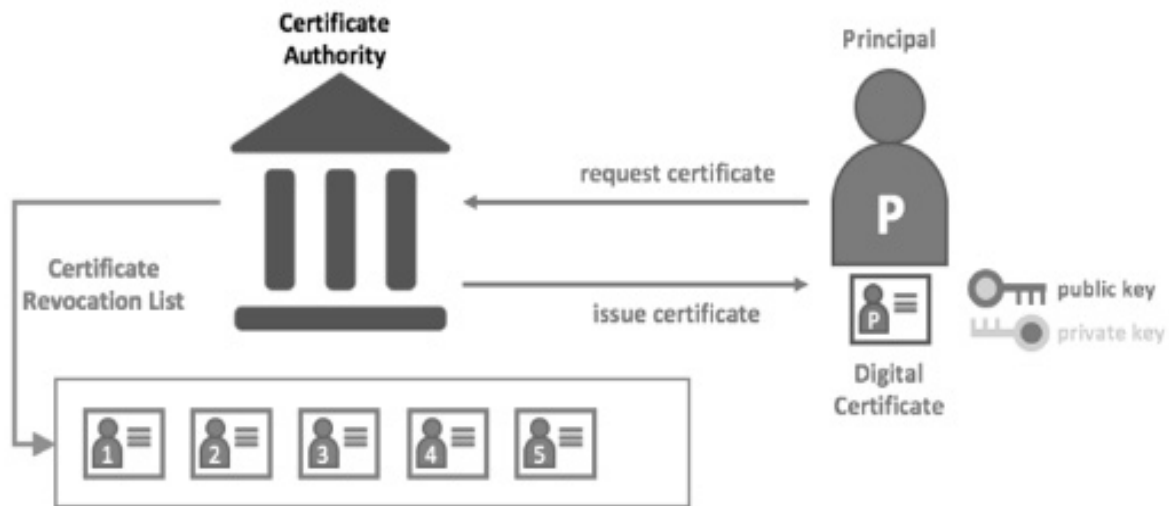 Certificate
Authority
Principal
request certificate
P
Certificate
Revocation List
issue certificate
P
public key
private key
Digital
Certificate
1 2 3 4 5